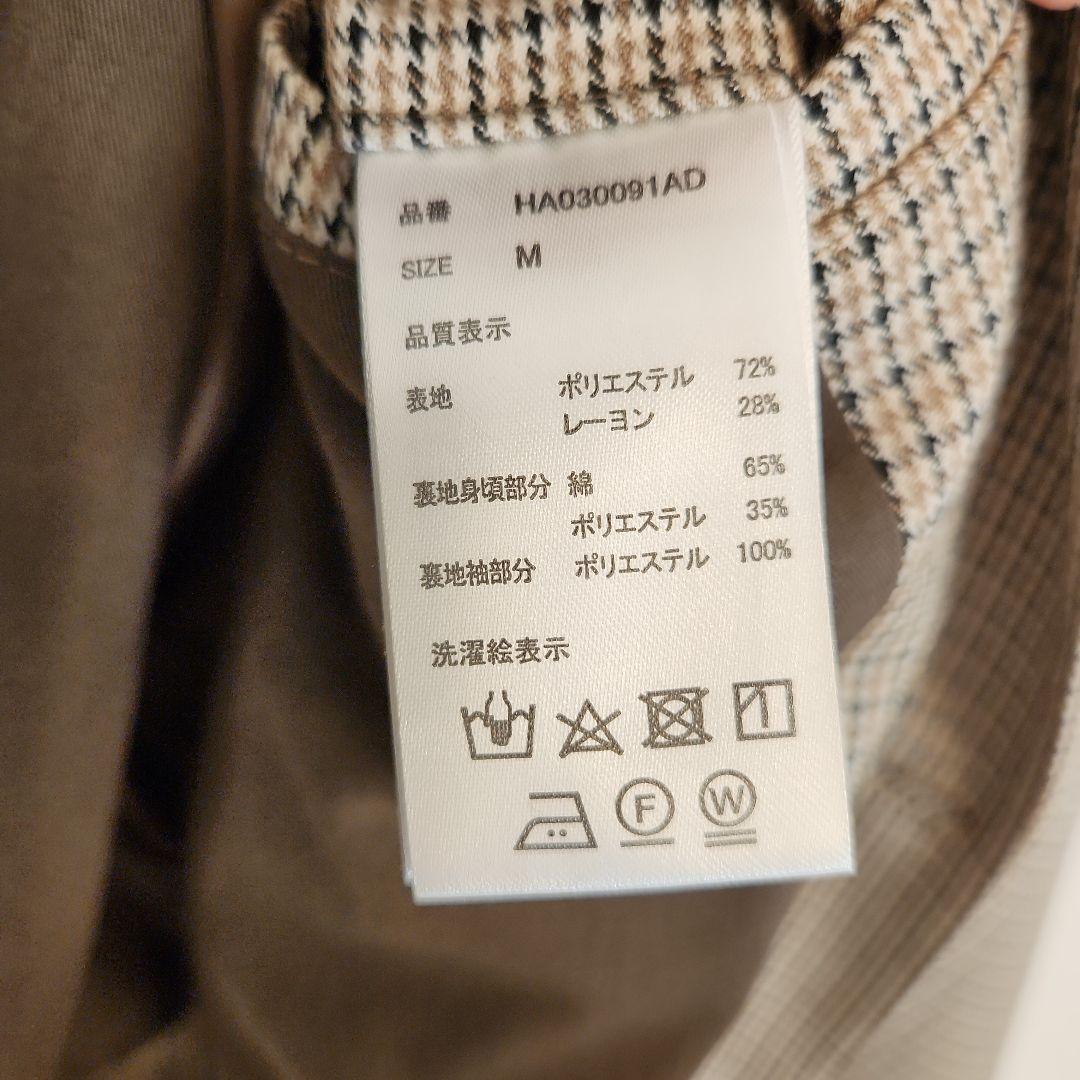 品番 HA030091AD
SIZE M
品質表示
表地 ポリエステル 72%
レーヨン 28%
裏地身頃部分 綿 65%
ポリエステル 35%
裏地袖部分 ポリエステル 100%
洗濯絵表示
F W